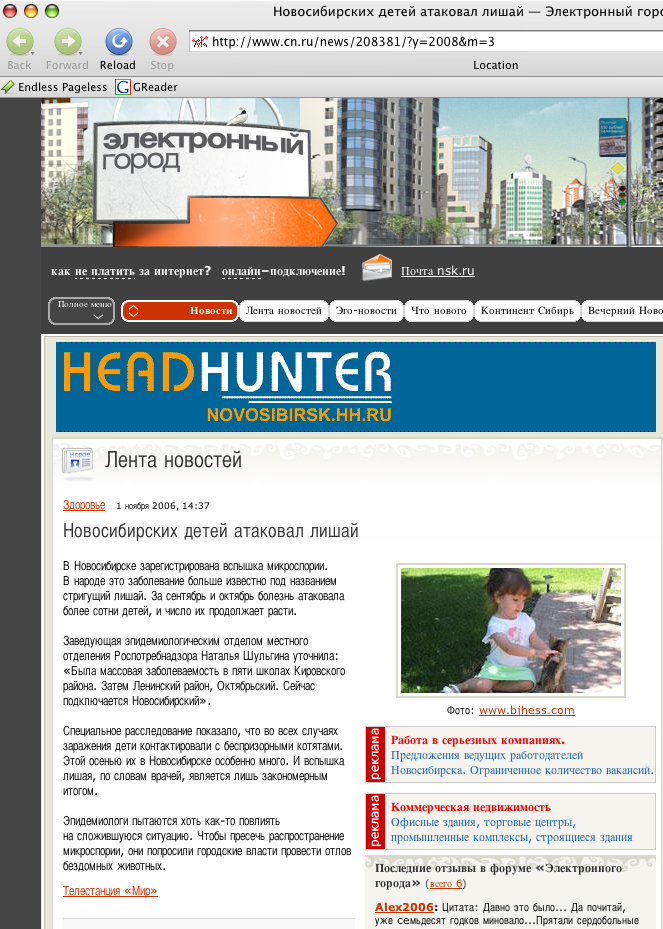 Новосибирских детей атаковал лишай — Электронный горо
http://www.cn.ru/news/208381/?y=2008&m=3
Back Forward Reload Stop Location
Endless Pageless GReader
электронный
город
как не платить за интернет? онлайн–подключение! Почта nsk.ru
Полное меню Новости Лента новостей Эго-новости Что нового Континент Сибирь Вечерний Ново
HEADHUNTER
NOVOSIBIRSK.HH.RU
НОВОЕ
Лента новостей
Здоровье 1 ноября 2006, 14:37
Новосибирских детей атаковал лишай
В Новосибирске зарегистрирована вспышка микроспории.
В народе это заболевание больше известно под названием
стригущий лишай. За сентябрь и октябрь болезнь атаковала
более сотни детей, и число их продолжает расти.
Заведующая эпидемиологическим отделом местного
отделения Роспотребнадзора Наталья Шульгина уточнила:
«Была массовая заболеваемость в пяти школах Кировского
района. Затем Ленинский район, Октябрьский. Сейчас
подключается Новосибирский».
Специальное расследование показало, что во всех случаях
заражения дети контактировали с беспризорными котятами.
Этой осенью их в Новосибирске особенно много. И вспышка
лишая, по словам врачей, является лишь закономерным
итогом.
Эпидемиологи пытаются хоть как-то повлиять
на сложившуюся ситуацию. Чтобы пресечь распространение
микроспории, они попросили городские власти провести отлов
бездомных животных.
Телестанция «Мир»
Фото: www.bjhess.com
реклама
Работа в серьезных компаниях.
Предложения ведущих работодателей
Новосибирска. Ограниченное количество вакансий.
реклама
Коммерческая недвижимость
Офисные здания, торговые центры,
промышленные комплексы, строящиеся здания
Последние отзывы в форуме «Электронного
города» (всего 6)
Alex2006: Цитата: Давно это было... Да почитай,
уже семьдесят годков миновало...Прятали сердобольные